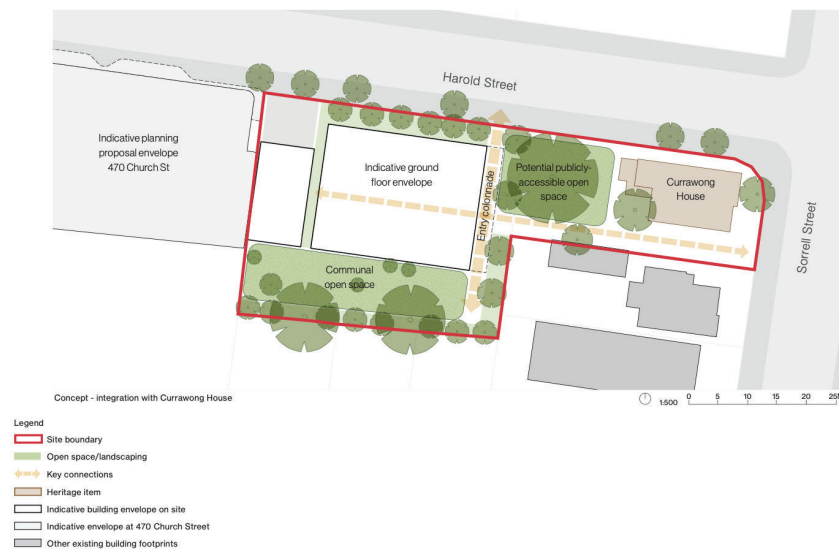 Harold Street
Indicative planning
proposal envelope
470 Church St
Indicative ground
floor envelope
Entry colonnade
Potential publicly-
accessible open
space
Currawong
House
Sorrell Street
Communal
open space
Concept - integration with Currawong House
1:500
0 5 10 15 20 25
Legend
Site boundary
Open space/landscaping
Key connections
Heritage item
Indicative building envelope on site
Indicative envelope at 470 Church Street
Other existing building footprints